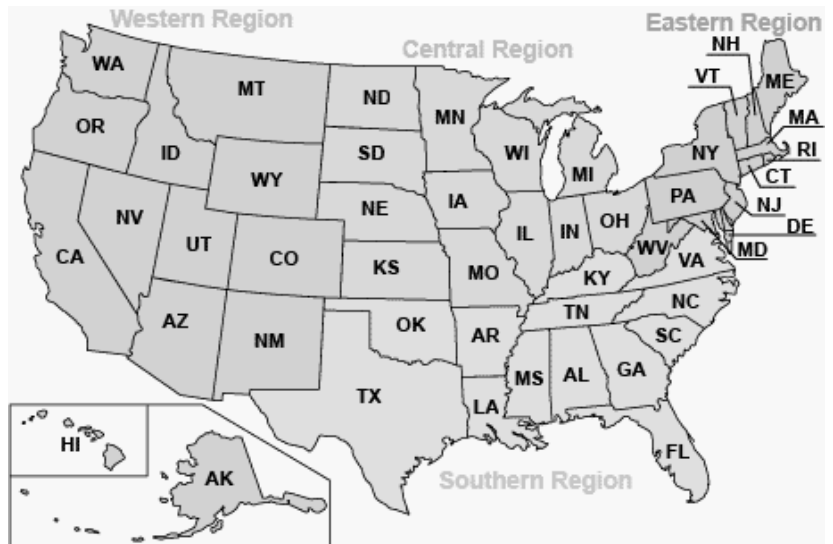 Western Region
Central Region
Eastern Region
NH
VT
WA
MT
ND
MN
ME
MA
OR
ID
SD
WI
MI
NY
RI
CT
WY
NE
IA
PA
NJ
NV
UT
CO
IL
IN
OH
WV
DE
MD
VA
CA
KS
MO
KY
AZ
NM
OK
AR
TN
NC
SC
TX
LA
MS
AL
GA
FL
HI
AK
Southern Region